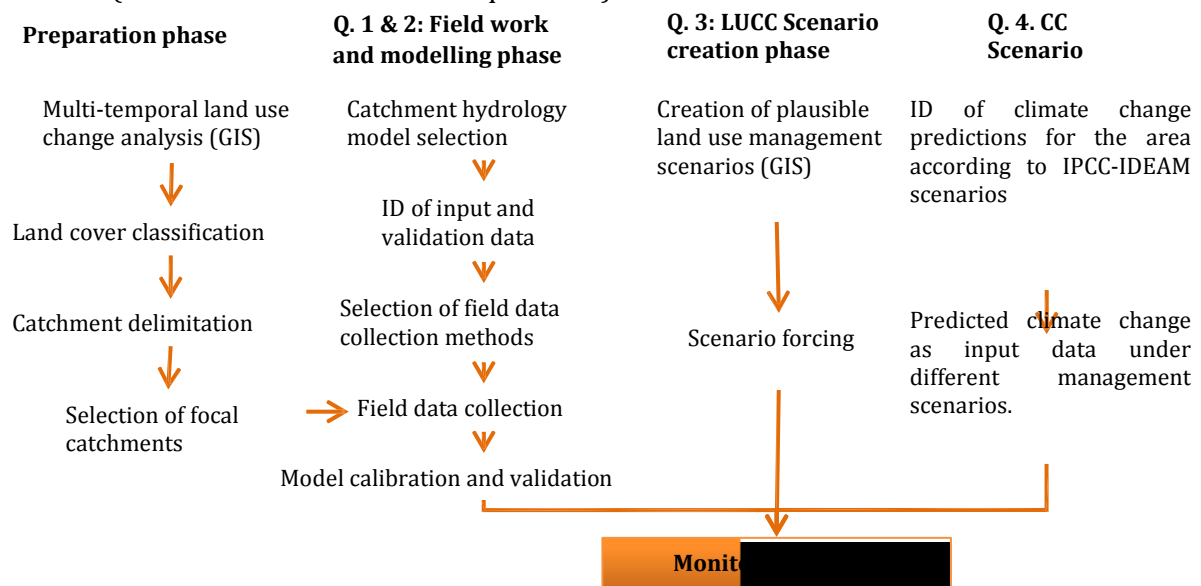 Preparation phase
Multi-temporal land use
change analysis (GIS)
Land cover classification
Catchment delimitation
Selection of focal
catchments
Q. 1 & 2: Field work
and modelling phase
Catchment hydrology
model selection
ID of input and
validation data
Selection of field data
collection methods
Field data collection
Model calibration and validation
Q. 3: LUCC Scenario
creation phase
Creation of plausible
land use management
scenarios (GIS)
Scenario forcing
Q. 4. CC
Scenario
ID of climate change
predictions for the area
according to IPCC-IDEAM
scenarios
Predicted climate change
as input data under
different management
scenarios.